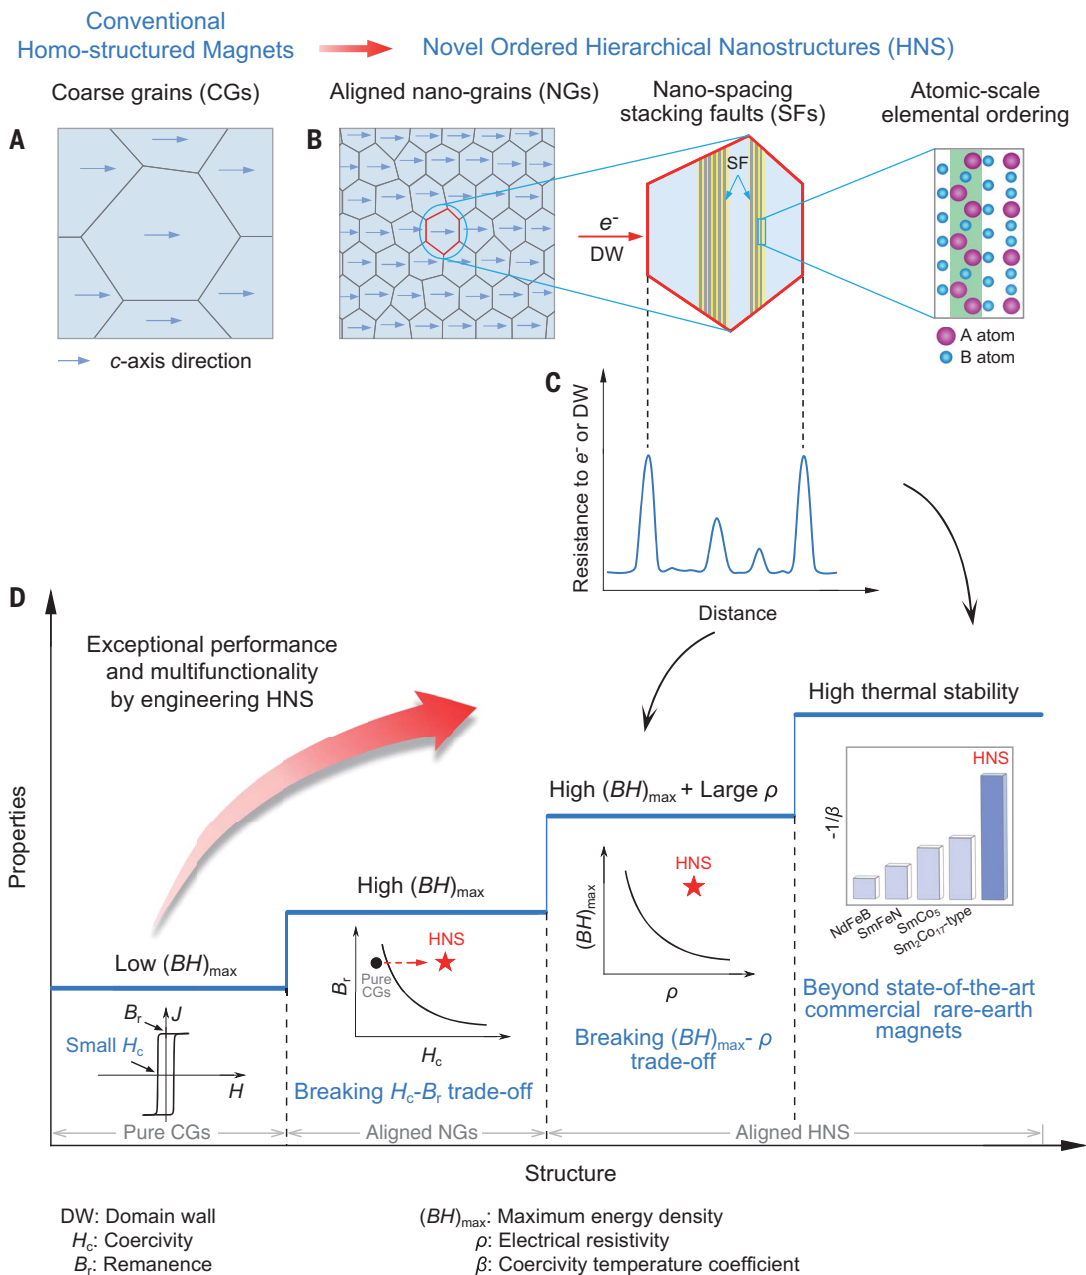 Conventional
Homo-structured Magnets
Novel Ordered Hierarchical Nanostructures (HNS)
Coarse grains (CGs)
Aligned nano-grains (NGs)
Nano-spacing
stacking faults (SFs)
Atomic-scale
elemental ordering
A
B
SF
e⁻
DW
A atom
B atom
c-axis direction
C
Resistance to e⁻ or DW
Distance
D
Exceptional performance
and multifunctionality
by engineering HNS
Properties
Low (BH)max
Br
J
Small Hc
H
Pure CGs
High (BH)max
HNS
Pure
CGs
Br
Hc
Breaking Hc-Br trade-off
Aligned NGs
High (BH)max + Large ρ
HNS
(BH)max
ρ
Breaking (BH)max- ρ
trade-off
High thermal stability
HNS
-1/β
NdFeB
SmFeN
SmCo₅
Sm₂Co₁₇-type
Beyond state-of-the-art
commercial rare-earth
magnets
Aligned HNS
Structure
DW: Domain wall
Hc: Coercivity
Br: Remanence
(BH)max: Maximum energy density
ρ: Electrical resistivity
β: Coercivity temperature coefficient